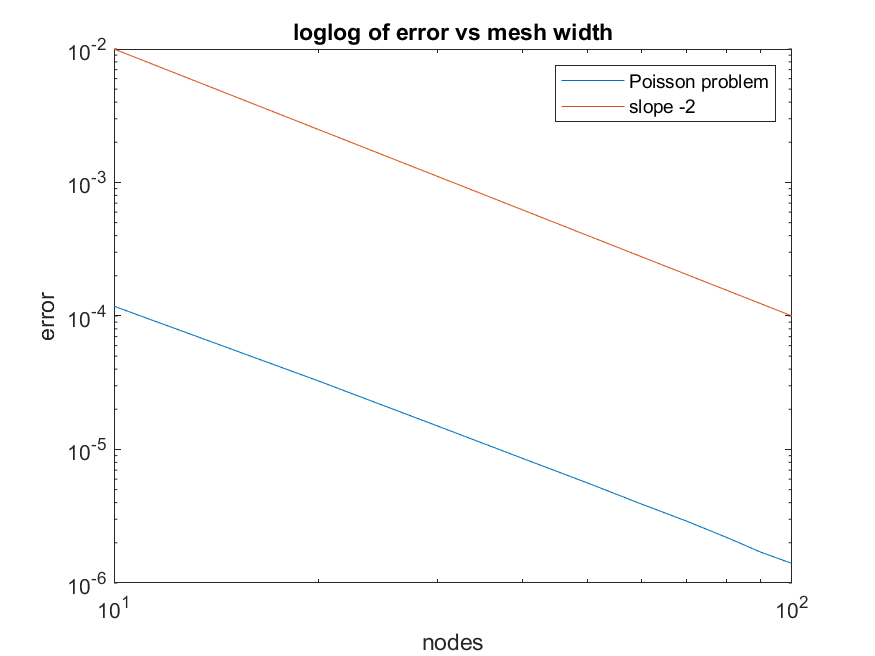 loglog of error vs mesh width
Poisson problem
slope -2
10^-2
10^-3
10^-4
10^-5
10^-6
error
10^1
10^2
nodes